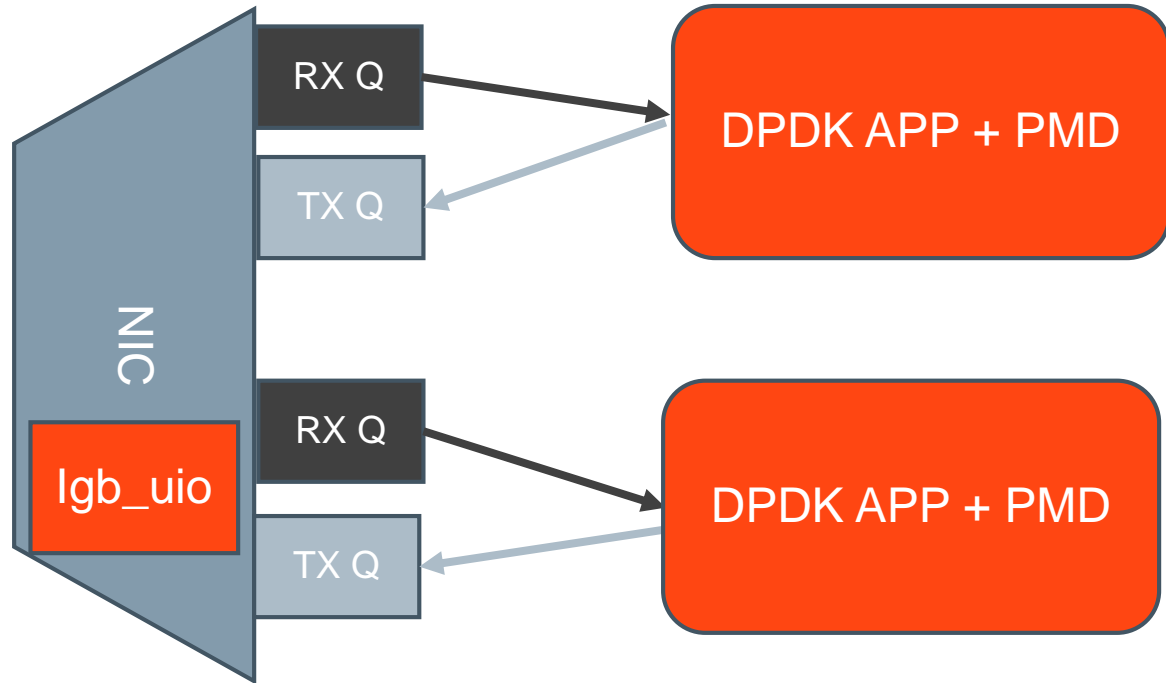 RX Q
DPDK APP + PMD
TX Q
NIC
RX Q
Igb_uio
DPDK APP + PMD
TX Q